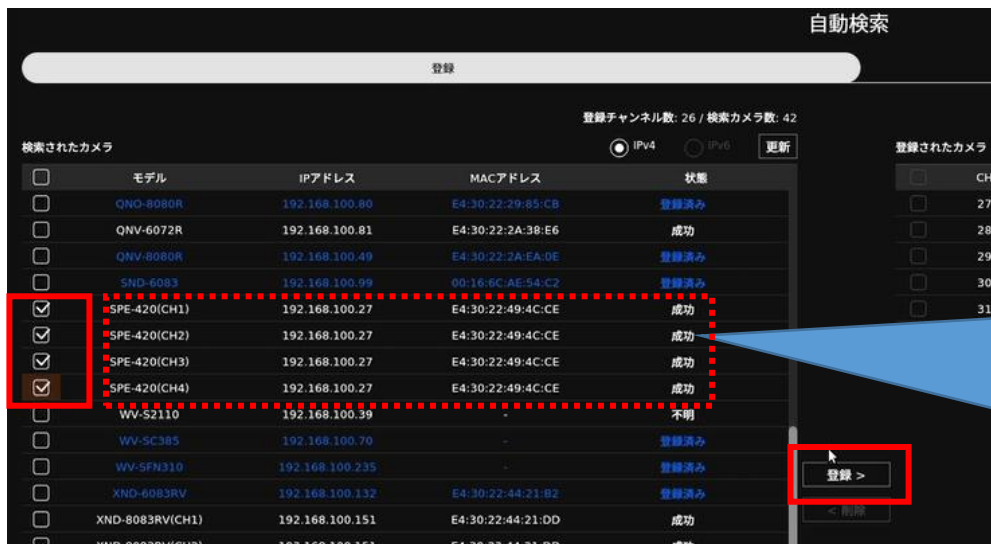 自動検索
登録
登録チャンネル数: 26 / 検索カメラ数: 42
検索されたカメラ
IPv4
IPv6
更新
登録されたカメラ
モデル IPアドレス MACアドレス 状態 CH
QNO-8080R 192.168.100.80 E4:30:22:29:85:CB 登録済み 27
QNV-6072R 192.168.100.81 E4:30:22:2A:38:E6 成功 28
QNV-8080R 192.168.100.49 E4:30:22:2A:EA:0E 登録済み 29
SND-6083 192.168.100.99 00:16:6C:AE:54:C2 登録済み 30
SPE-420(CH1) 192.168.100.27 E4:30:22:49:4C:CE 成功 31
SPE-420(CH2) 192.168.100.27 E4:30:22:49:4C:CE 成功
SPE-420(CH3) 192.168.100.27 E4:30:22:49:4C:CE 成功
SPE-420(CH4) 192.168.100.27 E4:30:22:49:4C:CE 成功
WV-S2110 192.168.100.39 - 不明
WV-SC385 192.168.100.70 - 登録済み
WV-SFN310 192.168.100.235 - 登録済み
登録 >
XND-6083RV 192.168.100.132 E4:30:22:44:21:B2 登録済み
< 削除
XND-8083RV(CH1) 192.168.100.151 E4:30:22:44:21:DD 成功